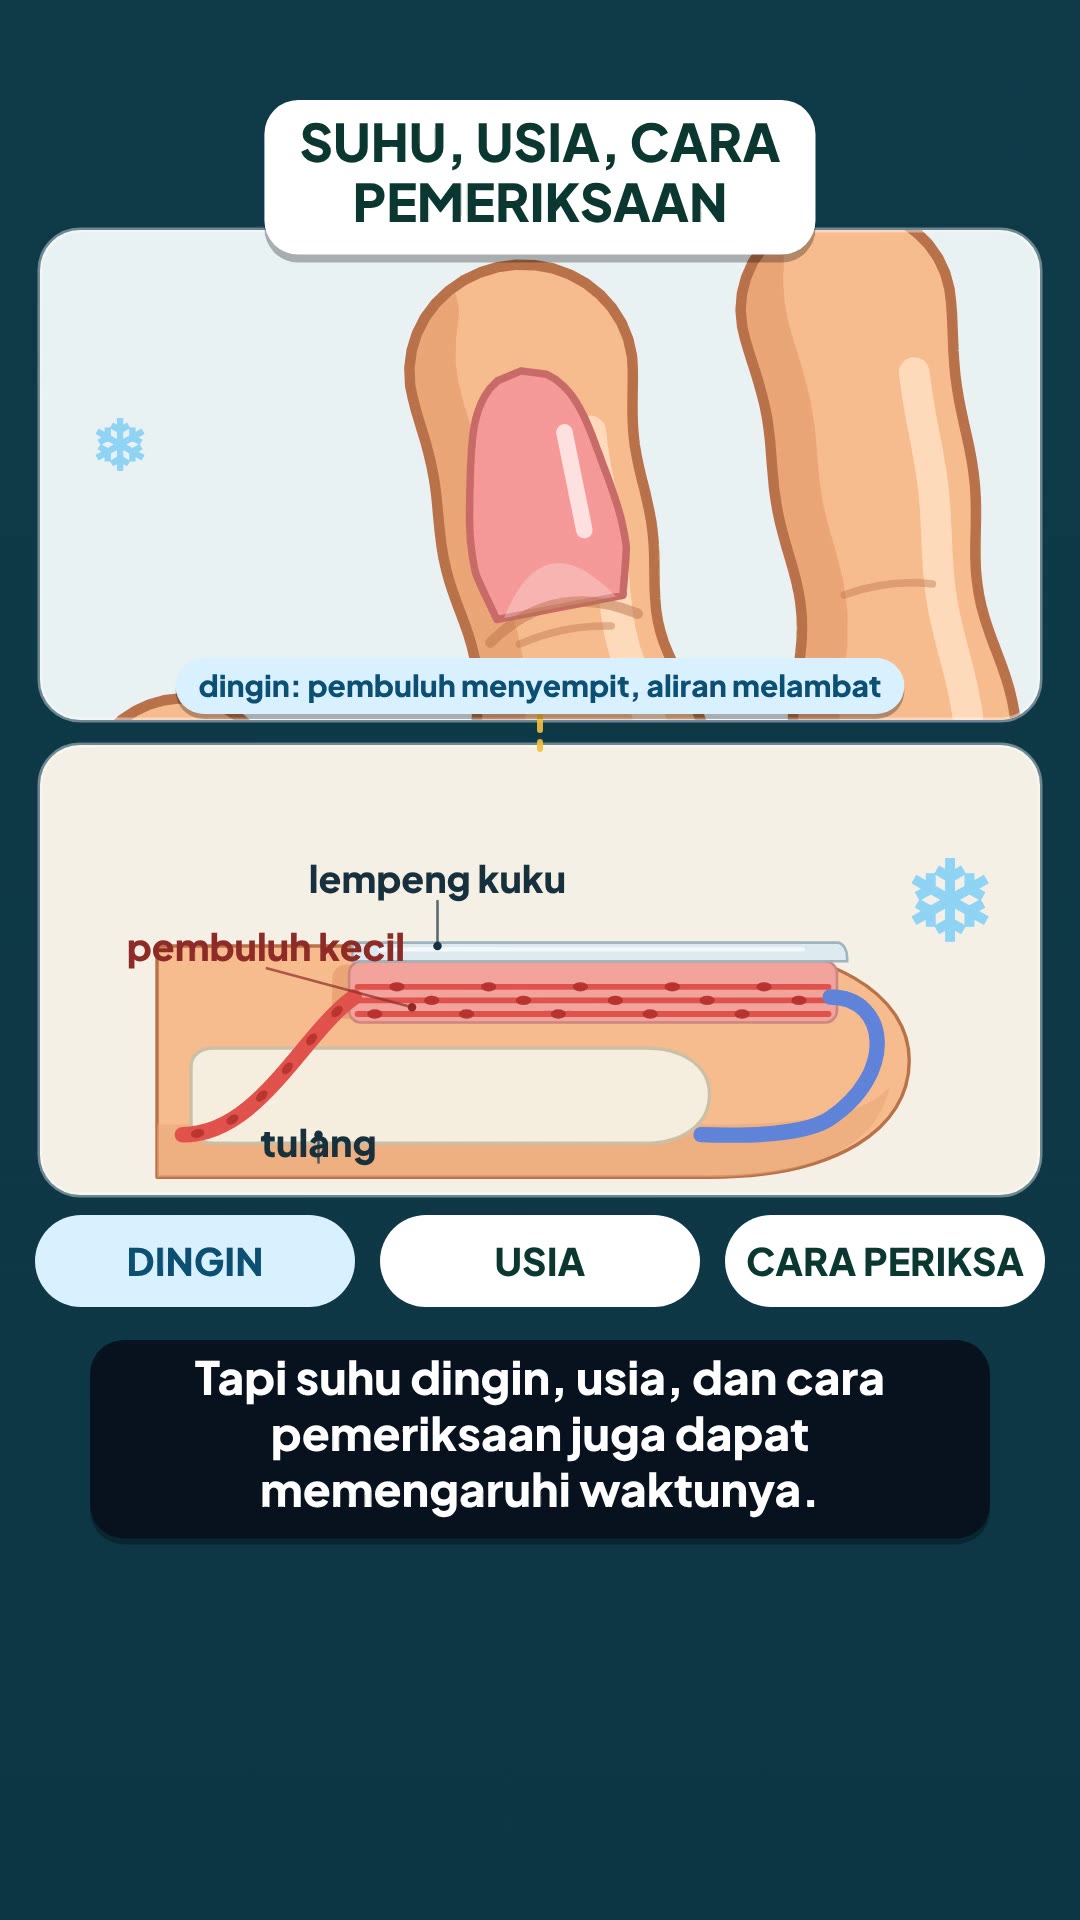 SUHU, USIA, CARA
PEMERIKSAAN
dingin: pembuluh menyempit, aliran melambat
lempeng kuku
pembuluh kecil
tulang
DINGIN
USIA
CARA PERIKSA
Tapi suhu dingin, usia, dan cara
pemeriksaan juga dapat
memengaruhi waktunya.